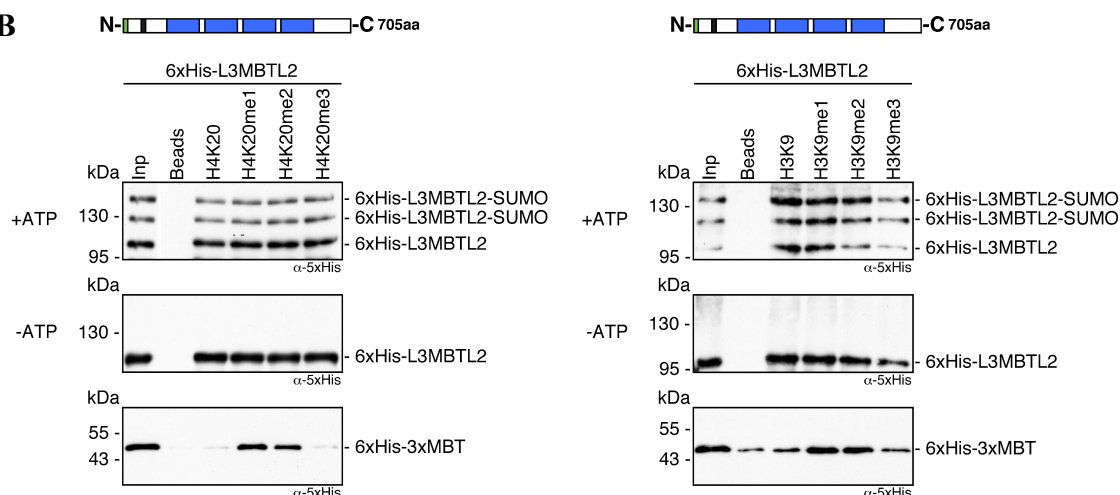 B
N- -C 705aa
6xHis-L3MBTL2
kDa Inp Beads H4K20 H4K20me1 H4K20me2 H4K20me3
+ATP 130 - 95 -
- 6xHis-L3MBTL2-SUMO
- 6xHis-L3MBTL2-SUMO
- 6xHis-L3MBTL2
α-5xHis
kDa
-ATP 130 -
- 6xHis-L3MBTL2
α-5xHis
kDa
55 -
43 -
- 6xHis-3xMBT
α-5xHis
N- -C 705aa
6xHis-L3MBTL2
kDa Inp Beads H3K9 H3K9me1 H3K9me2 H3K9me3
+ATP 130 - 95 -
- 6xHis-L3MBTL2-SUMO
- 6xHis-L3MBTL2-SUMO
- 6xHis-L3MBTL2
α-5xHis
kDa
-ATP 130 -
95 -
- 6xHis-L3MBTL2
α-5xHis
kDa
55 -
43 -
- 6xHis-3xMBT
α-5xHis